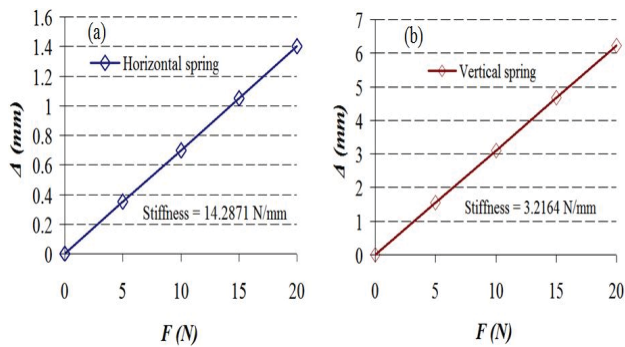 (a)
Horizontal spring
Stiffness = 14.2871 N/mm
Δ (mm)
1.6
1.4
1.2
1
0.8
0.6
0.4
0.2
0
0 5 10 15 20
F (N)
(b)
Vertical spring
Stiffness = 3.2164 N/mm
Δ (mm)
7
6
5
4
3
2
1
0
0 5 10 15 20
F (N)